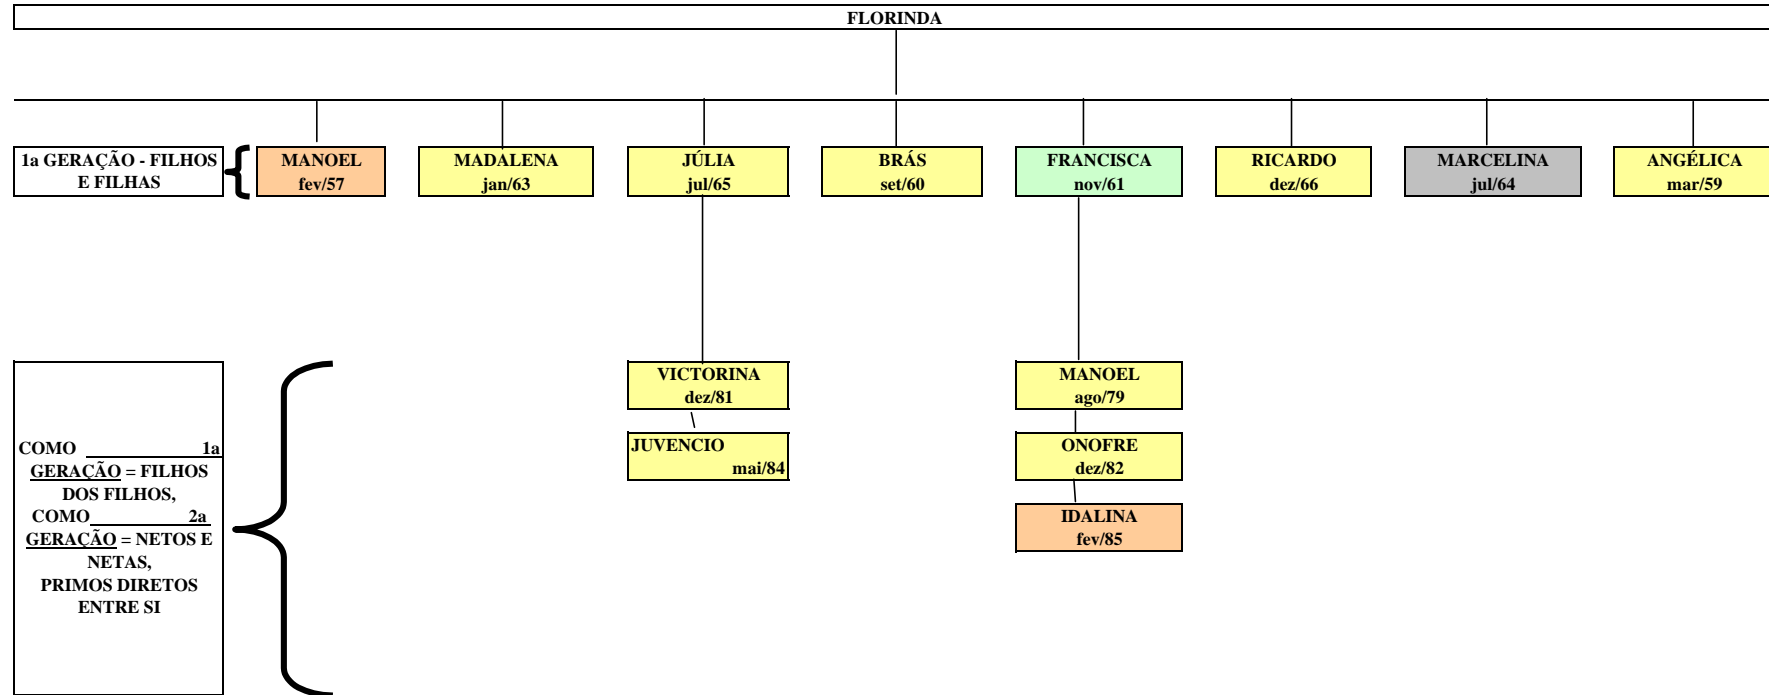 FLORINDA
1a GERAÇÃO - FILHOS
E FILHAS
MANOEL
fev/57
MADALENA
jan/63
JÚLIA
jul/65
BRÁS
set/60
FRANCISCA
nov/61
RICARDO
dez/66
MARCELINA
jul/64
ANGÉLICA
mar/59
VICTORINA
dez/81
JUVENCIO
mai/84
MANOEL
ago/79
ONOFRE
dez/82
IDALINA
fev/85
COMO 1a
GERAÇÃO = FILHOS
DOS FILHOS,
COMO 2a
GERAÇÃO = NETOS E
NETAS,
PRIMOS DIRETOS
ENTRE SI